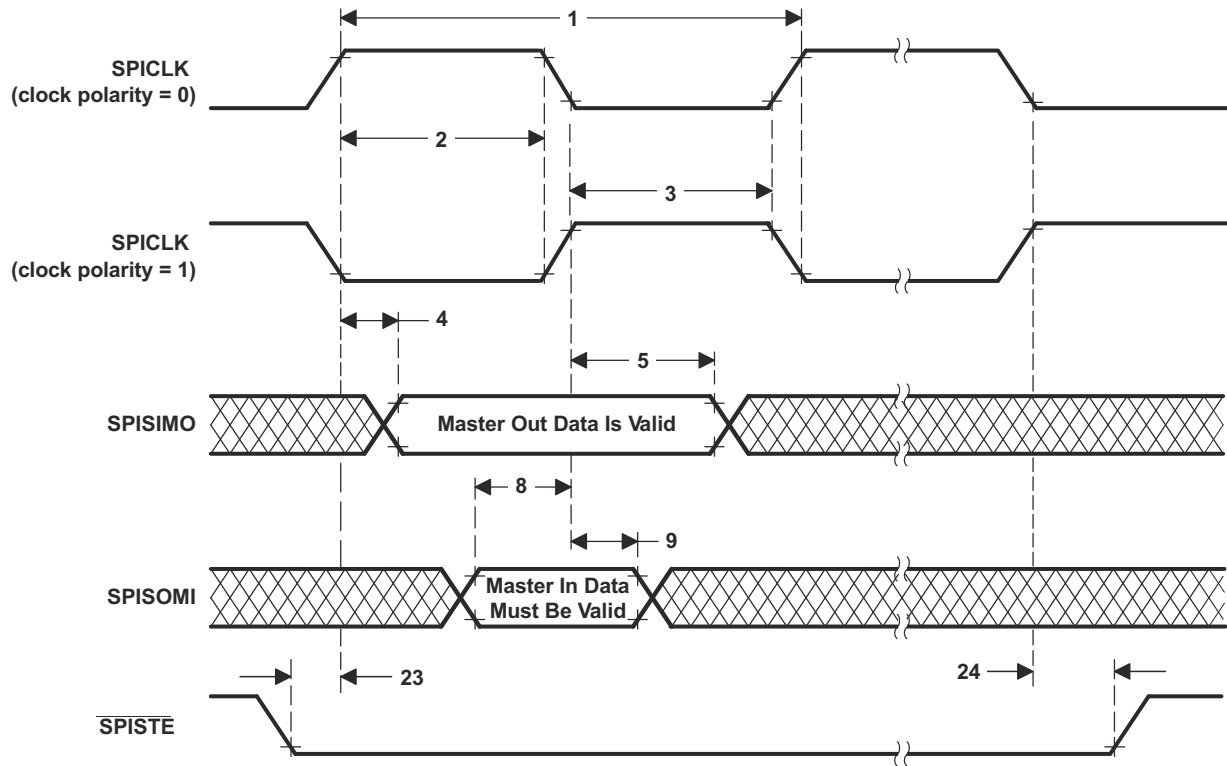 1
SPICLK
(clock polarity = 0)
2
3
SPICLK
(clock polarity = 1)
4
5
SPISIMO
Master Out Data Is Valid
8
9
SPISOMI
Master In Data
Must Be Valid
23
24
SPISTE